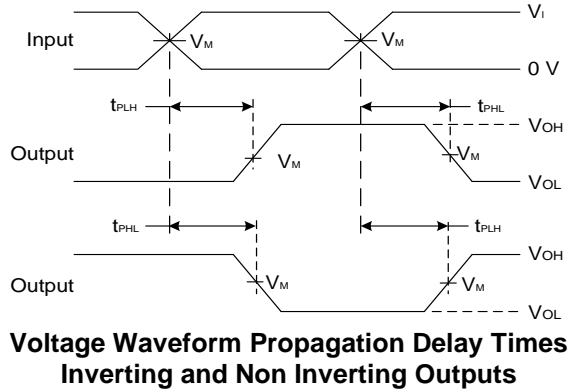 VI
Input
VM
VM
0 V
tPLH
tPHL
VOH
Output
VM
VM
VOL
tPHL
tPLH
VOH
Output
VM
VM
VOL
Voltage Waveform Propagation Delay Times
Inverting and Non Inverting Outputs